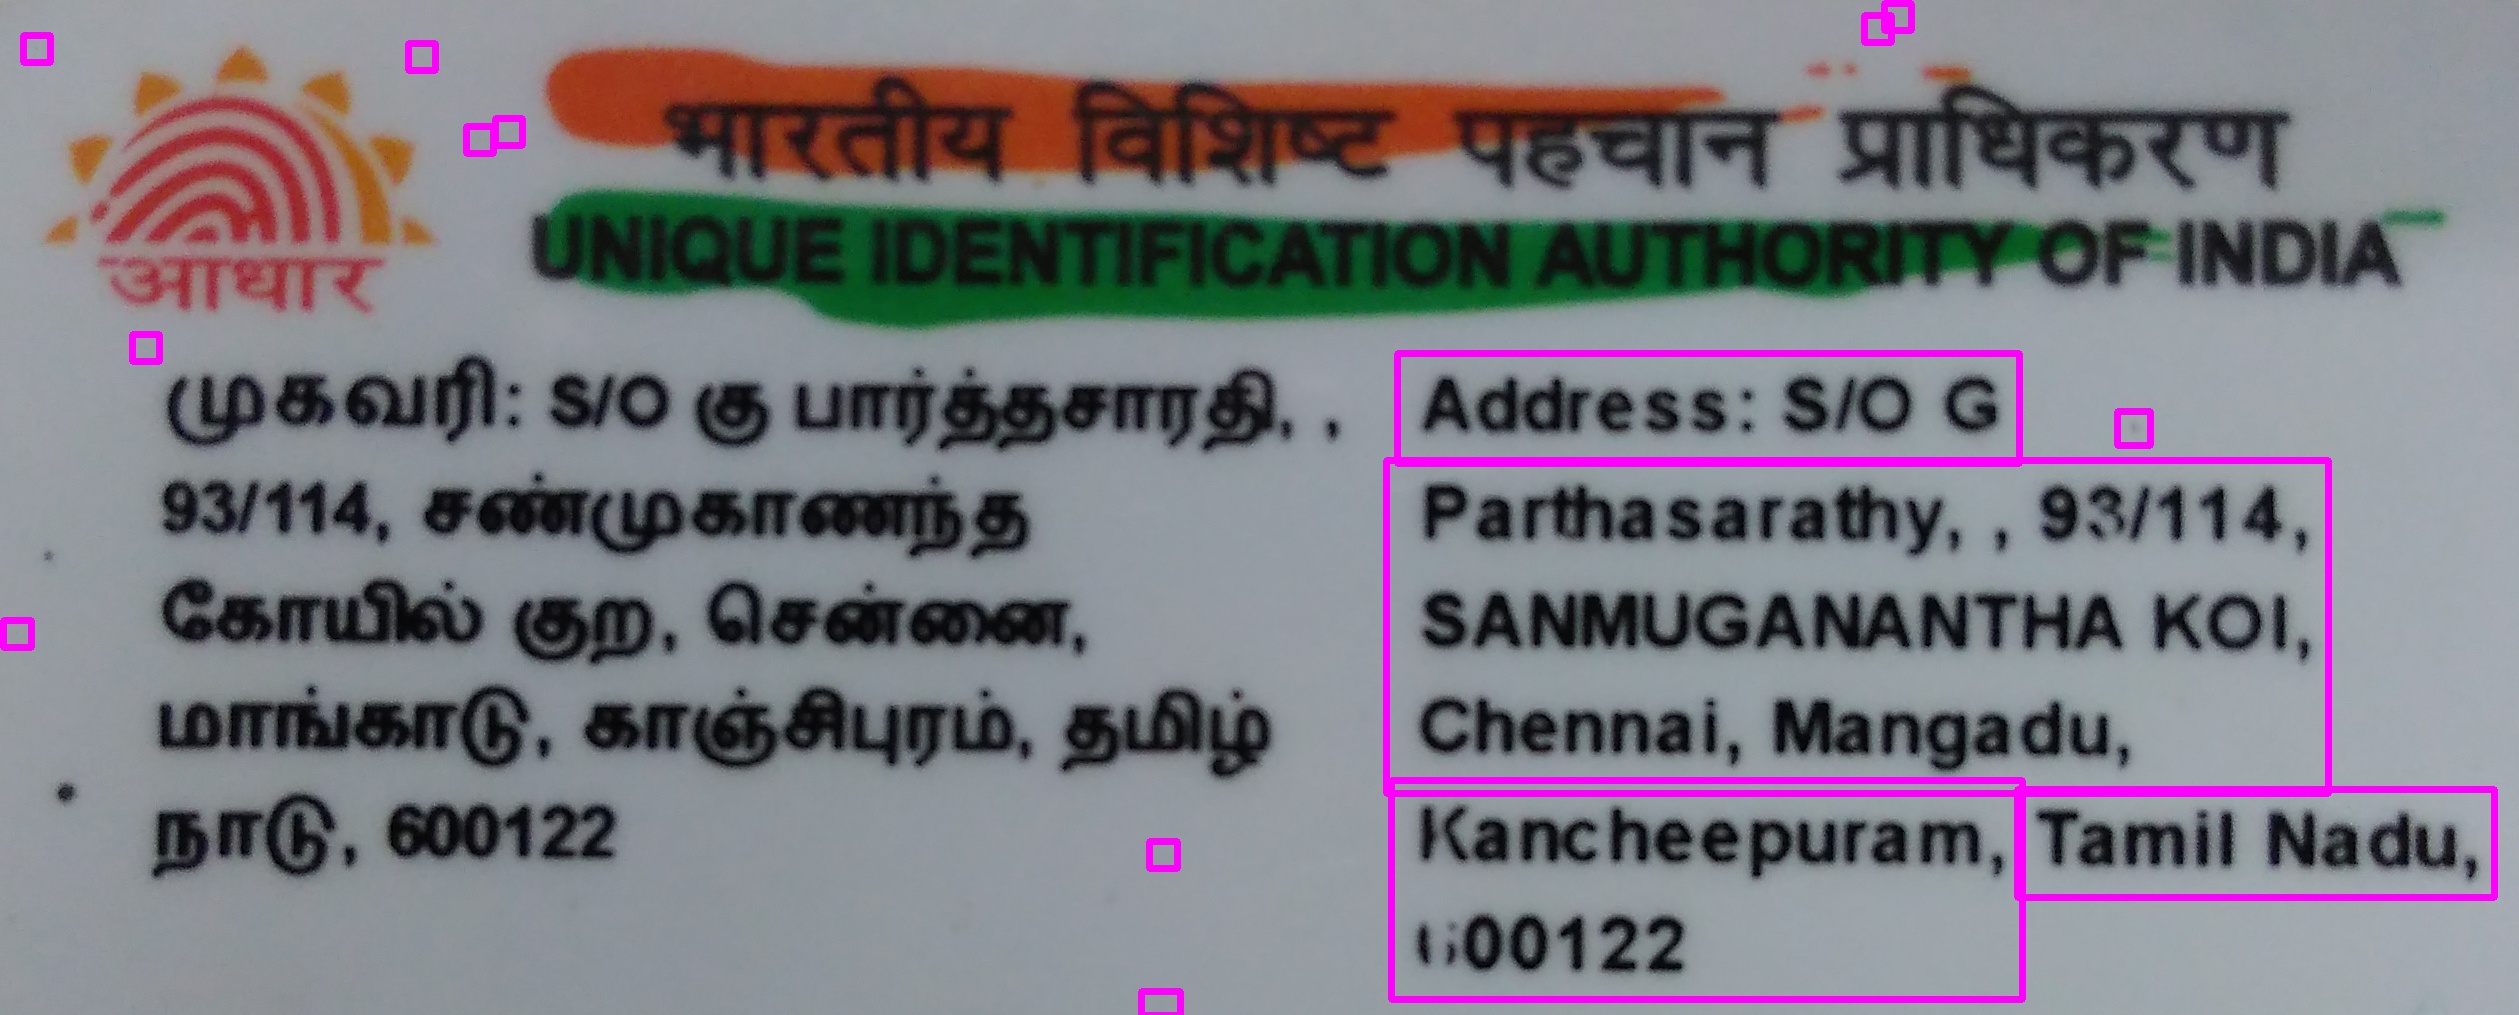 भारतीय विशिष्ट पहचान प्राधिकरण
UNIQUE IDENTIFICATION AUTHORITY OF INDIA
आधार
முகவரி: S/O கு பார்த்தசாரதி, ,
93/114, சண்முகாணந்த
கோயில் குற, சென்னை,
மாங்காடு, காஞ்சிபுரம், தமிழ்
நாடு, 600122
Address: S/O G
Parthasarathy, , 93/114,
SANMUGANANTHA KOI,
Chennai, Mangadu,
Kancheepuram, Tamil Nadu,
600122